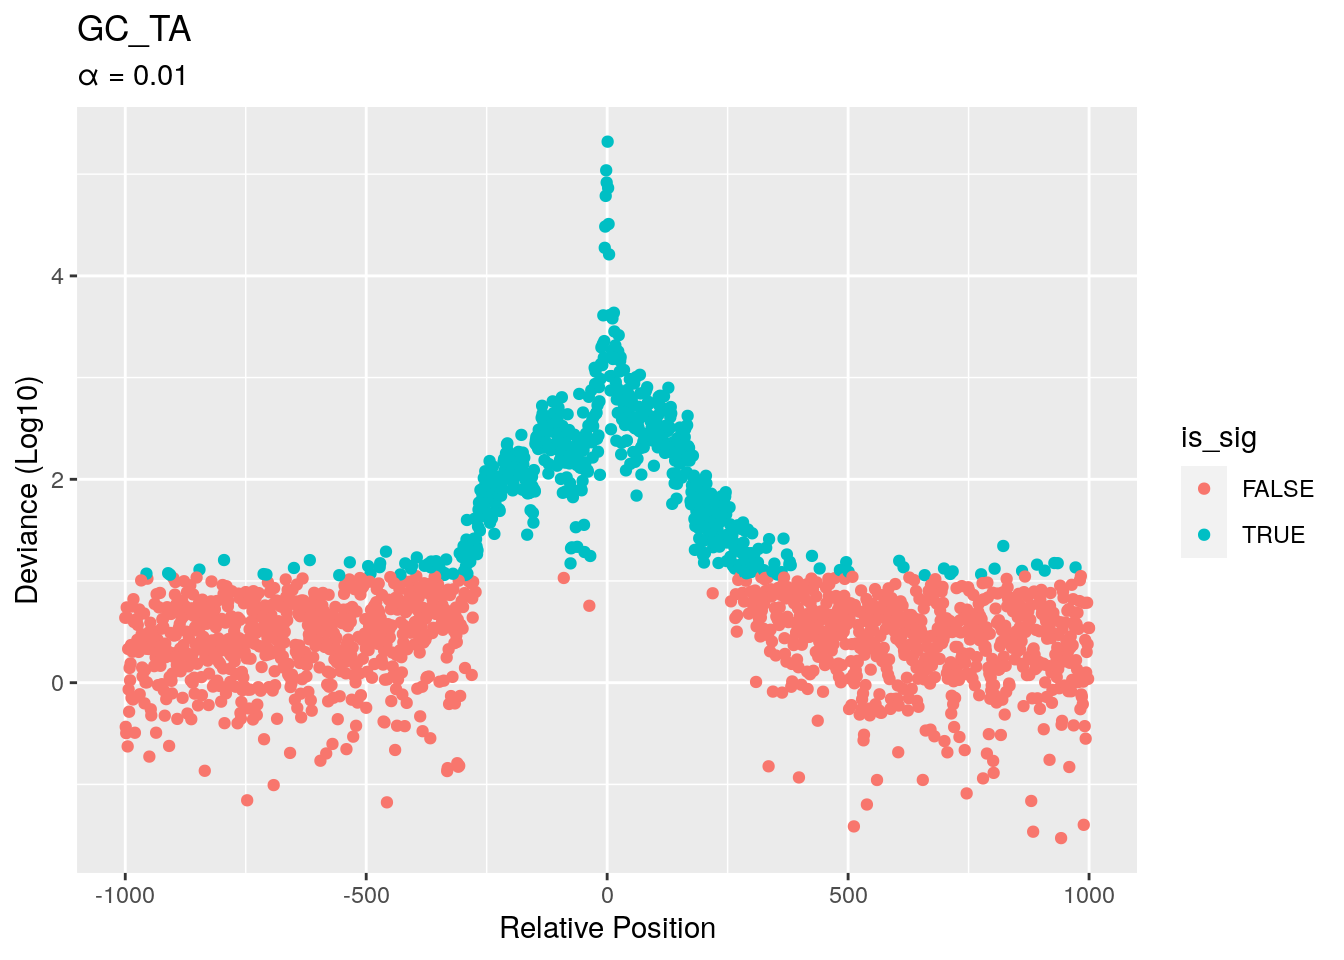 GC_TA
α = 0.01
Deviance (Log10)
4
2
0
-1000
-500
0
500
1000
Relative Position
is_sig
FALSE
TRUE